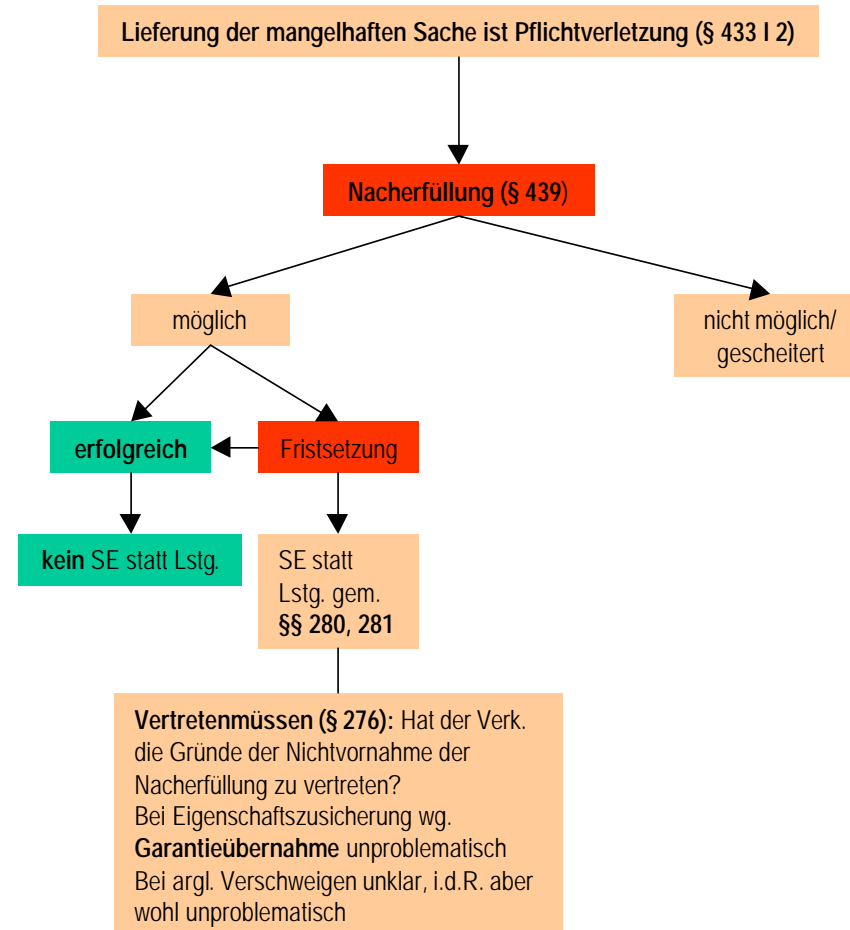 Lieferung der mangelhaften Sache ist Pflichtverletzung (§ 433 I 2)
Nacherfüllung (§ 439)
möglich
nicht möglich/
gescheitert
erfolgreich
Fristsetzung
kein SE statt Lstg.
SE statt
Lstg. gem.
§§ 280, 281
Vertretenmüssen (§ 276): Hat der Verk.
die Gründe der Nichtvornahme der
Nacherfüllung zu vertreten?
Bei Eigenschaftszusicherung wg.
Garantieübernahme unproblematisch
Bei argl. Verschweigen unklar, i.d.R. aber
wohl unproblematisch